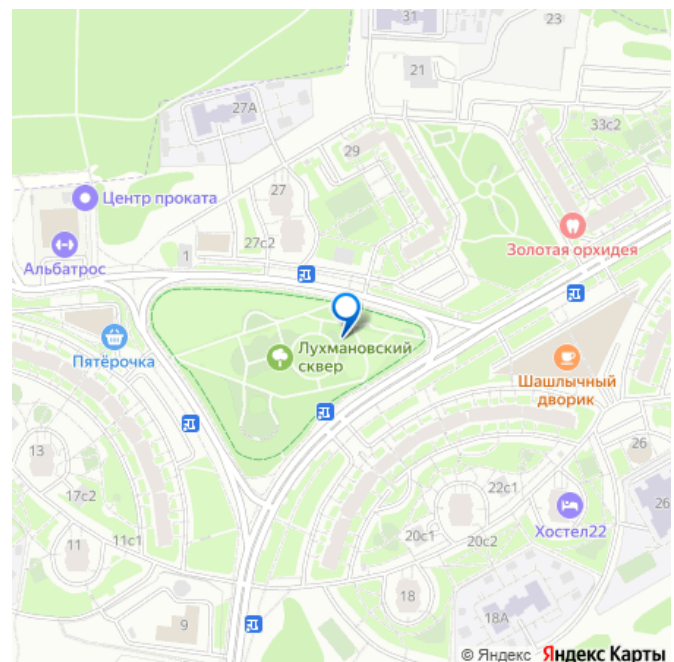 31
23
21
27А
33с2
29
27
Центр проката
27с2
Золотая орхидея
1
Альбатрос
Лухмановский
сквер
Пятёрочка
Шашлычный
дворик
13
26
22с1
17с2
26
Хостел22
11с1
20с1
11
20с2
18
18А
9
© Яндекс Яндекс Карты